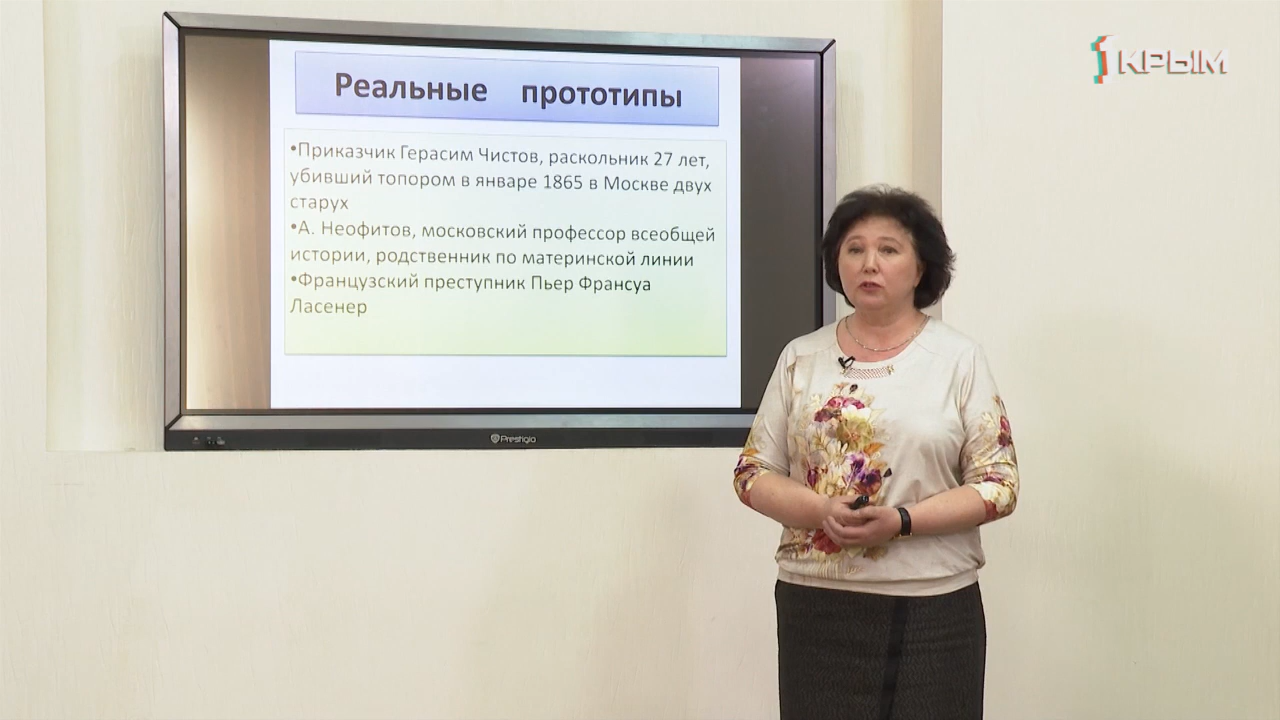 1КРЫМ
Реальные прототипы
•Приказчик Герасим Чистов, раскольник 27 лет,
убивший топором в январе 1865 в Москве двух
старух
•А. Неофитов, московский профессор всеобщей
истории, родственник по материнской линии
•Французский преступник Пьер Франсуа
Ласенер
Prestigio